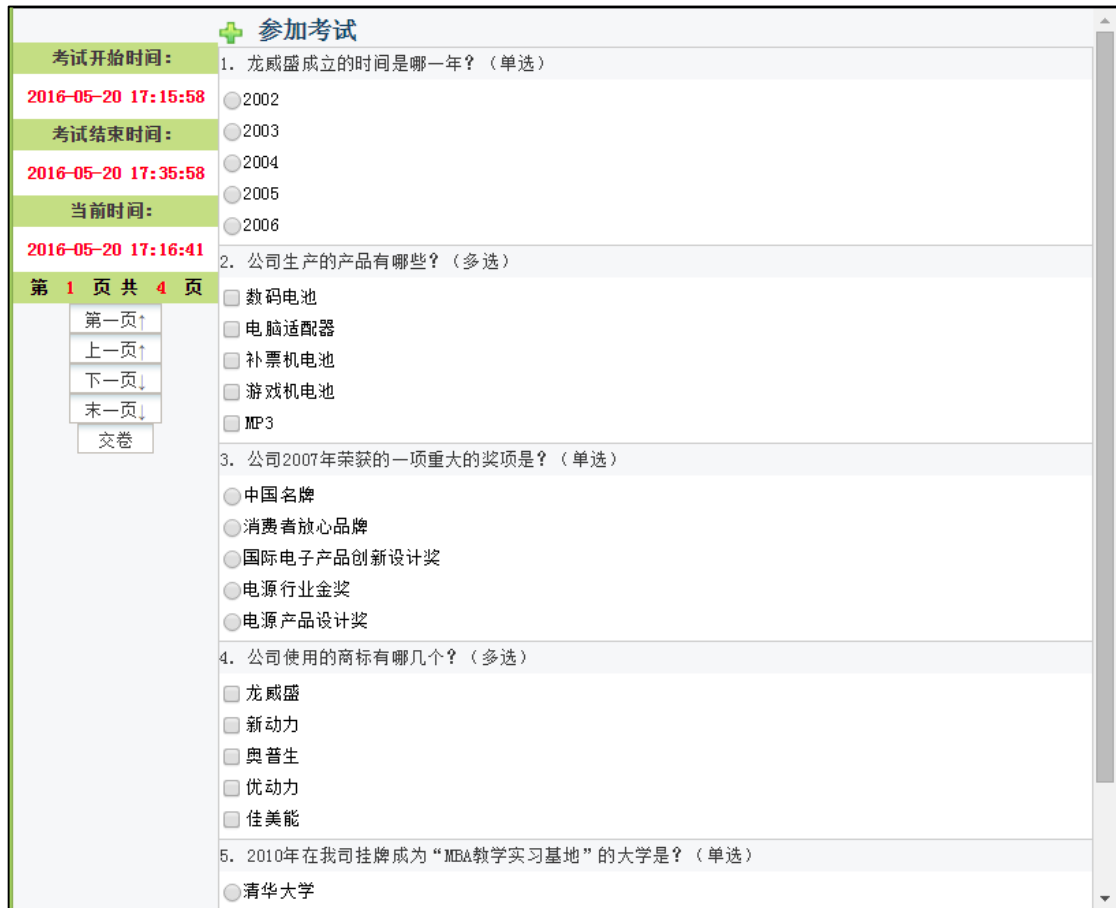 参加考试
考试开始时间：
2016-05-20 17:15:58
考试结束时间：
2016-05-20 17:35:58
当前时间：
2016-05-20 17:16:41
第 1 页 共 4 页
第一页↑
上一页↑
下一页↓
末一页↓
交卷
1. 龙威盛成立的时间是哪一年？（单选）
2002
2003
2004
2005
2006
2. 公司生产的产品有哪些？（多选）
数码电池
电脑适配器
补票机电池
游戏机电池
MP3
3. 公司2007年荣获的一项重大的奖项是？（单选）
中国名牌
消费者放心品牌
国际电子产品创新设计奖
电源行业金奖
电源产品设计奖
4. 公司使用的商标有哪几个？（多选）
龙威盛
新动力
奥普生
优动力
佳美能
5. 2010年在我司挂牌成为“MBA教学实习基地”的大学是？（单选）
清华大学